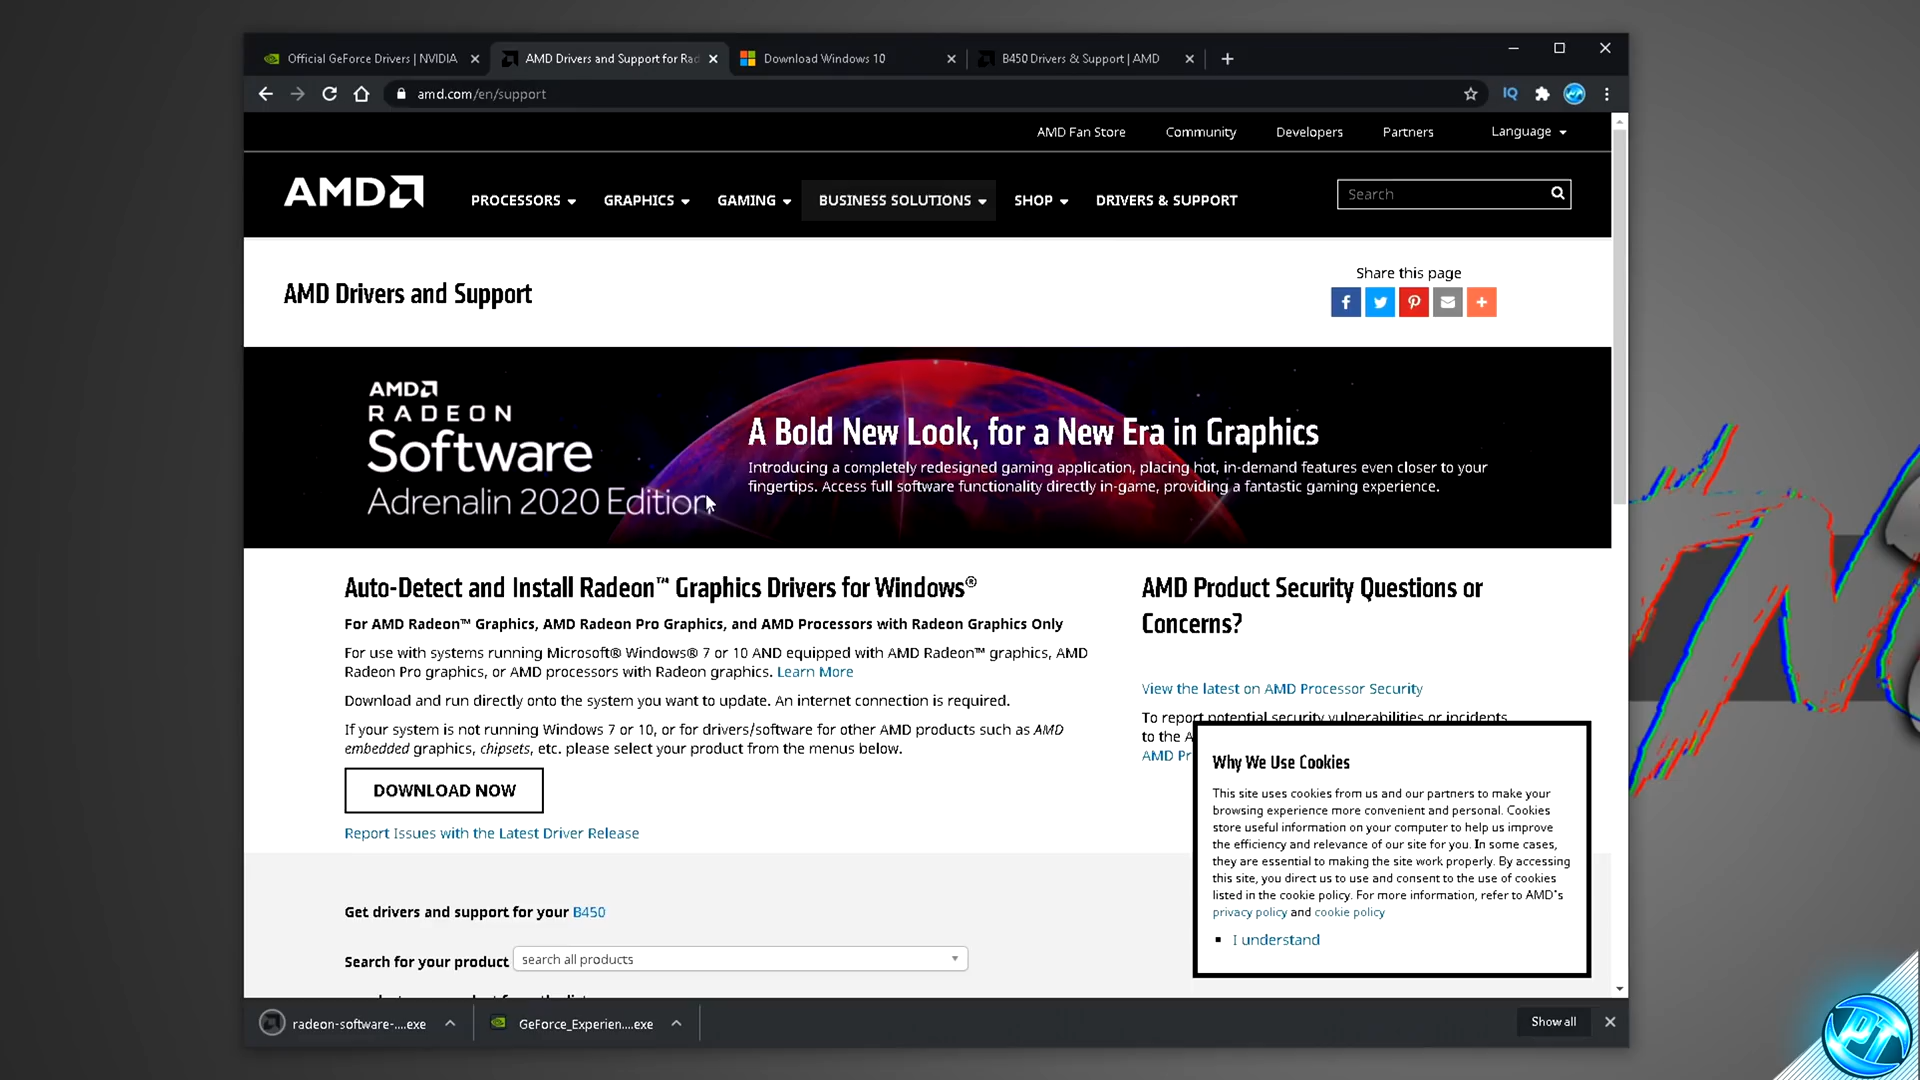 Official GeForce Drivers | NVIDIA
AMD Drivers and Support for Rad
Download Windows 10
B450 Drivers & Support | AMD
amd.com/en/support
IQ
AMD Fan Store
Community
Developers
Partners
Language
AMD
PROCESSORS
GRAPHICS
GAMING
BUSINESS SOLUTIONS
SHOP
DRIVERS & SUPPORT
Search
AMD Drivers and Support
Share this page
AMD
RADEON
Software
Adrenalin 2020 Edition
A Bold New Look, for a New Era in Graphics
Introducing a completely redesigned gaming application, placing hot, in-demand features even closer to your
fingertips. Access full software functionality directly in-game, providing a fantastic gaming experience.
Auto-Detect and Install Radeon™ Graphics Drivers for Windows®
For AMD Radeon™ Graphics, AMD Radeon Pro Graphics, and AMD Processors with Radeon Graphics Only
For use with systems running Microsoft® Windows® 7 or 10 AND equipped with AMD Radeon™ graphics, AMD
Radeon Pro graphics, or AMD processors with Radeon graphics. Learn More
Download and run directly onto the system you want to update. An internet connection is required.
If your system is not running Windows 7 or 10, or for drivers/software for other AMD products such as AMD
embedded graphics, chipsets, etc. please select your product from the menus below.
DOWNLOAD NOW
Report Issues with the Latest Driver Release
AMD Product Security Questions or
Concerns?
View the latest on AMD Processor Security
To report potential security vulnerabilities or incidents
to the A
AMD Pr
Why We Use Cookies
This site uses cookies from us and our partners to make your
browsing experience more convenient and personal. Cookies
store useful information on your computer to help us improve
the efficiency and relevance of our site for you. In some cases,
they are essential to making the site work properly. By accessing
this site, you direct us to use and consent to the use of cookies
listed in the cookie policy. For more information, refer to AMD's
privacy policy and cookie policy
I understand
Get drivers and support for your B450
Search for your product
search all products
radeon-software-....exe
GeForce_Experien....exe
Show all
PT